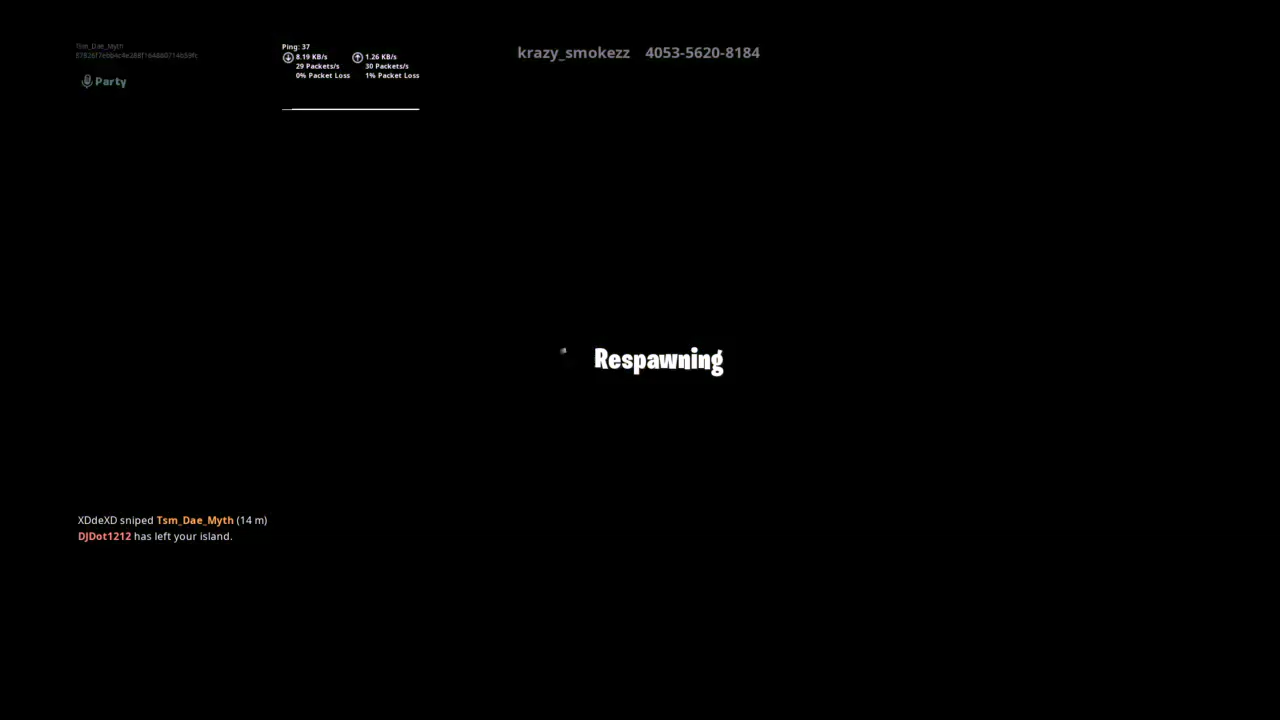 Tsm_Dae_Myth
Party
Ping: 37
8.19 KB/s
29 Packets/s
0% Packet Loss
1.26 KB/s
30 Packets/s
1% Packet Loss
krazy_smokezz 4053-5620-8184
Respawning
XDdeXD sniped Tsm_Dae_Myth (14 m)
DJDot1212 has left your island.